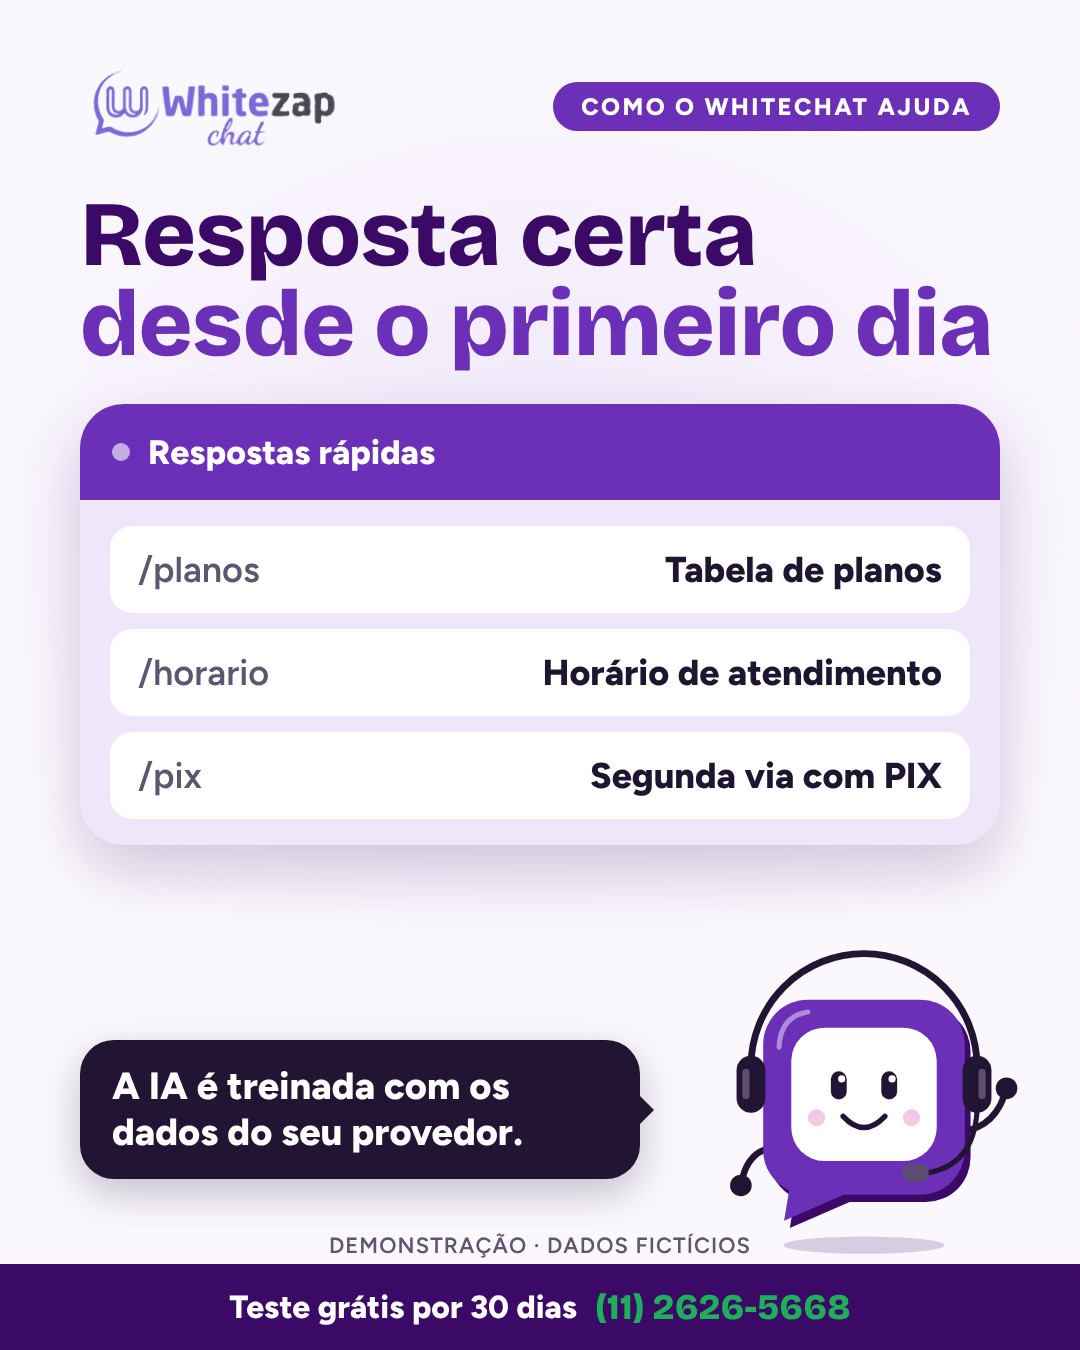 Whitezap
chat
COMO O WHITECHAT AJUDA
Resposta certa
desde o primeiro dia
Respostas rápidas
/planos Tabela de planos
/horario Horário de atendimento
/pix Segunda via com PIX
A IA é treinada com os
dados do seu provedor.
DEMONSTRAÇÃO · DADOS FICTÍCIOS
Teste grátis por 30 dias (11) 2626-5668